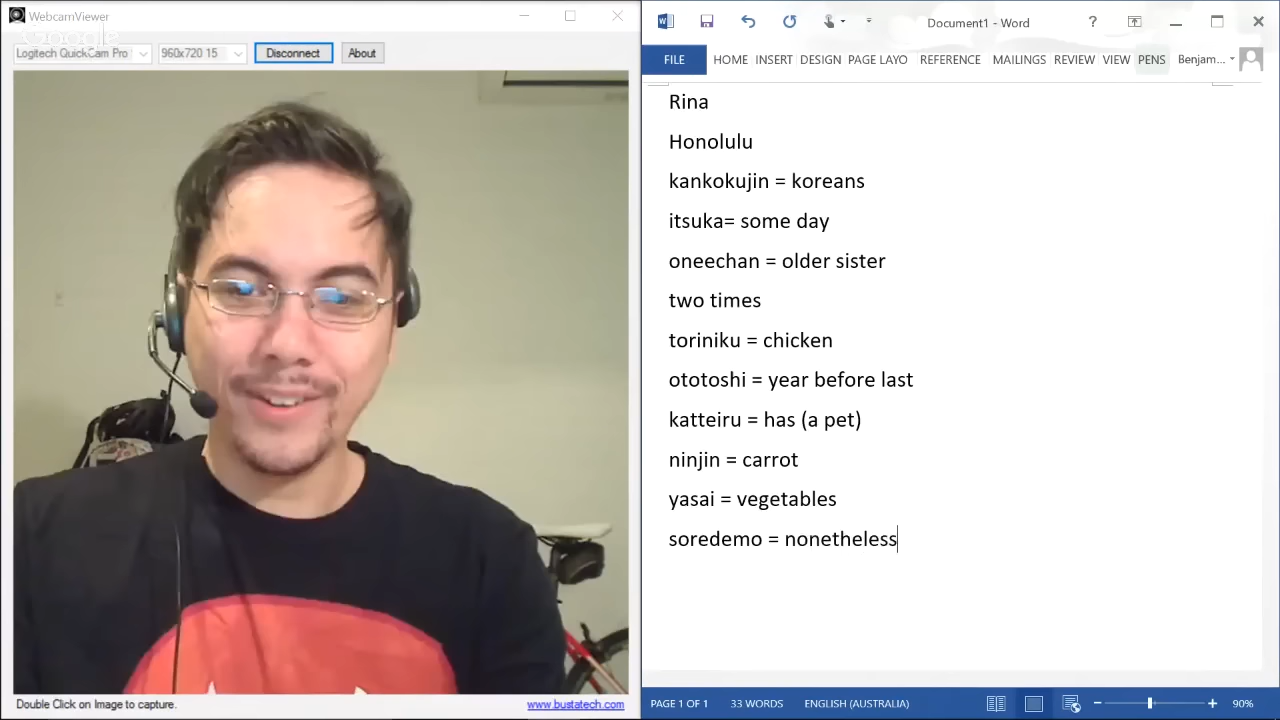 WebcamViewer
Google
Logitech QuickCam Pro
960x720 15
Disconnect
About
Double Click on Image to capture.
www.bustatech.com
Document1 - Word
?
FILE
HOME
INSERT
DESIGN
PAGE LAYO
REFERENCE
MAILINGS
REVIEW
VIEW
PENS
Benjam...
Rina
Honolulu
kankokujin = koreans
itsuka= some day
oneechan = older sister
two times
toriniku = chicken
ototoshi = year before last
katteiru = has (a pet)
ninjin = carrot
yasai = vegetables
soredemo = nonetheless
PAGE 1 OF 1
33 WORDS
ENGLISH (AUSTRALIA)
90%